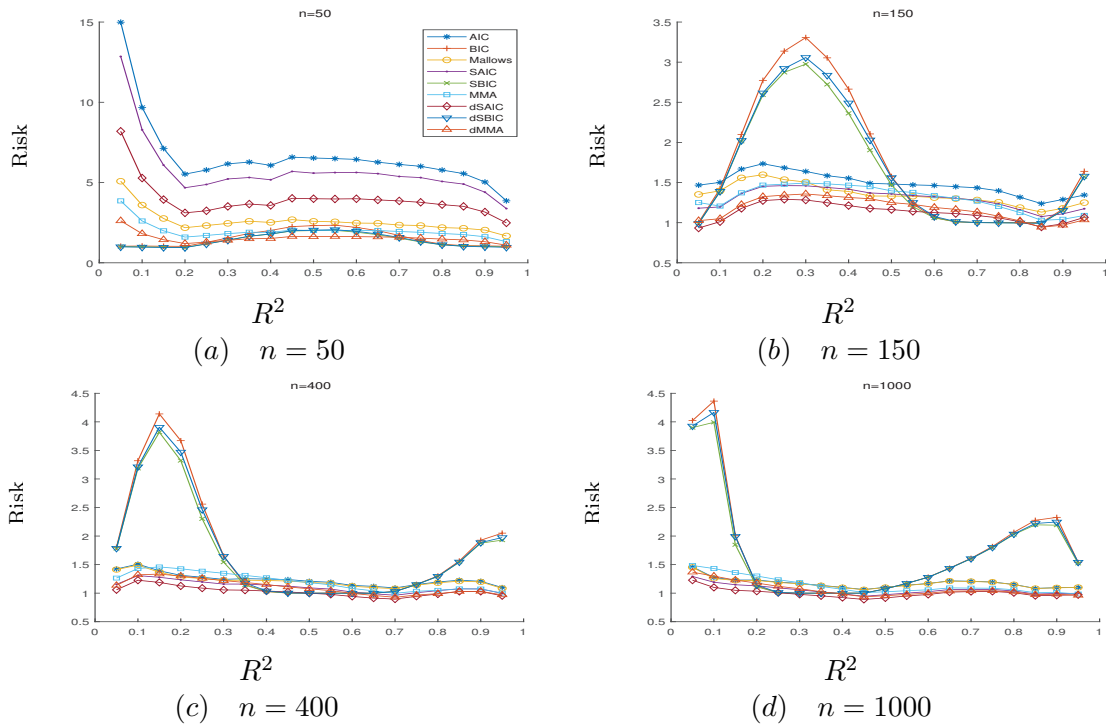 n=50
15
10
5
0
Risk
0
0.1
0.2
0.3
0.4
0.5
0.6
0.7
0.8
0.9
1
AIC
BIC
Mallows
SAIC
SBIC
MMA
dSAIC
dSBIC
dMMA
R²
(a) n = 50
n=150
3.5
3
2.5
2
1.5
1
0.5
Risk
0
0.1
0.2
0.3
0.4
0.5
0.6
0.7
0.8
0.9
1
R²
(b) n = 150
n=400
4.5
4
3.5
3
2.5
2
1.5
1
0.5
Risk
0
0.1
0.2
0.3
0.4
0.5
0.6
0.7
0.8
0.9
1
R²
(c) n = 400
n=1000
4.5
4
3.5
3
2.5
2
1.5
1
0.5
Risk
0
0.1
0.2
0.3
0.4
0.5
0.6
0.7
0.8
0.9
1
R²
(d) n = 1000